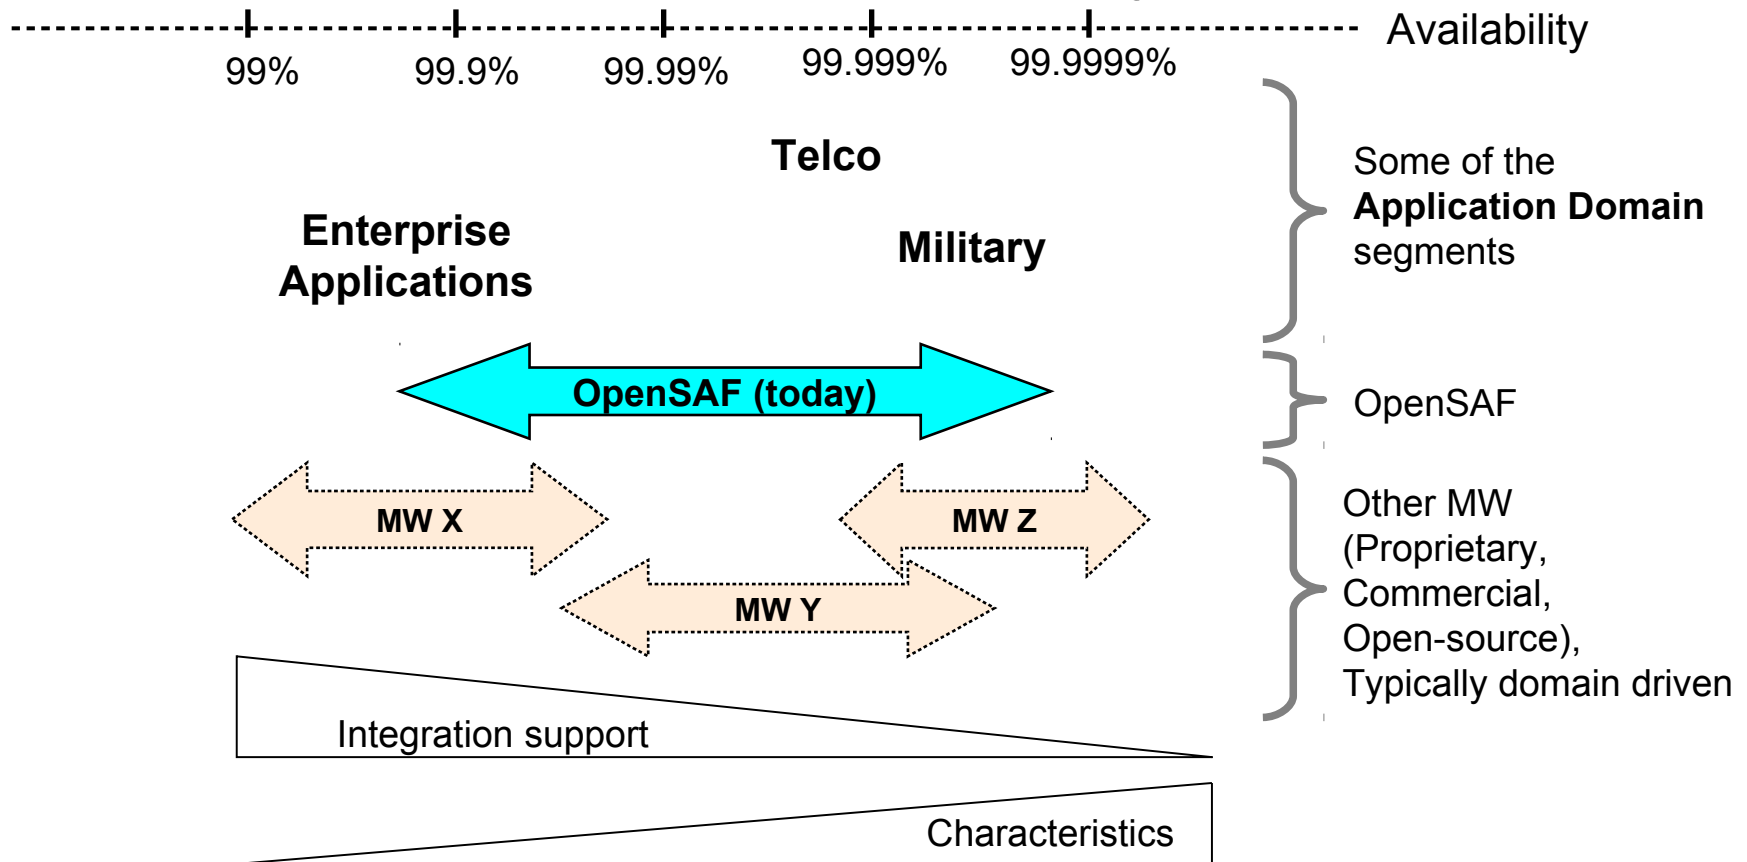 Availability
99%
99.9%
99.99%
99.999%
99.9999%
Telco
Enterprise
Applications
Military
Some of the
Application Domain
segments
OpenSAF (today)
OpenSAF
MW X
MW Z
MW Y
Other MW
(Proprietary,
Commercial,
Open-source),
Typically domain driven
Integration support
Characteristics